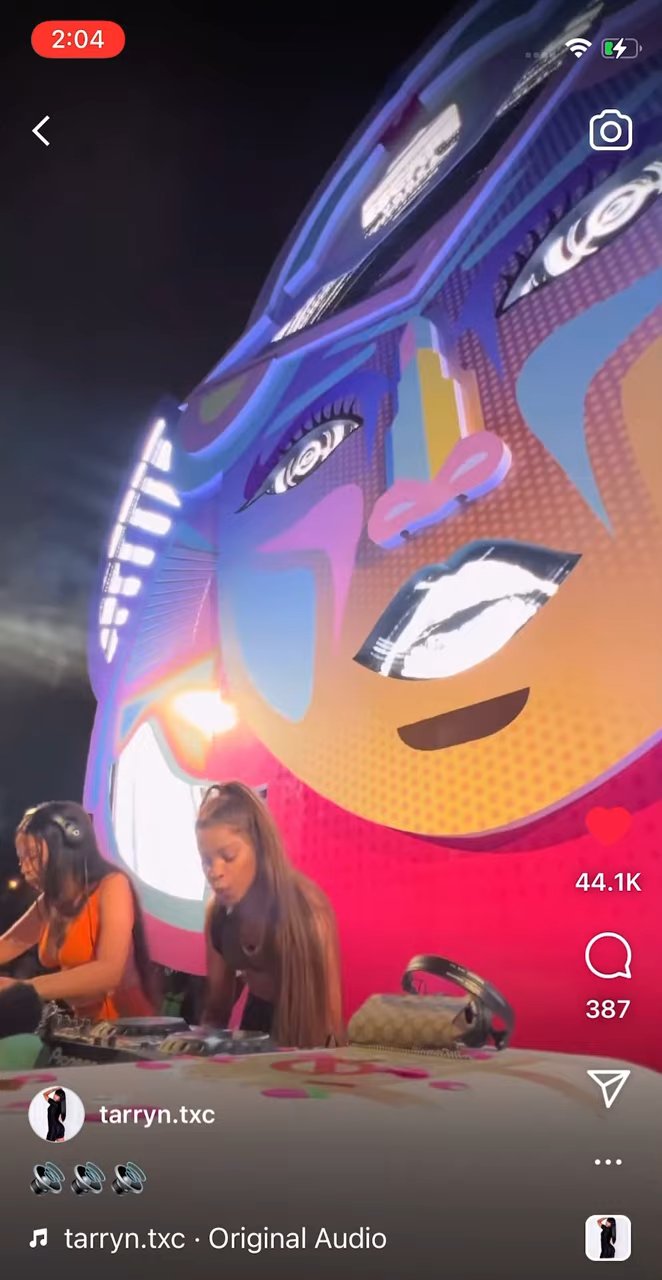 2:04
44.1K
387
tarryn.txc
🔊🔊🔊
tarryn.txc · Original Audio